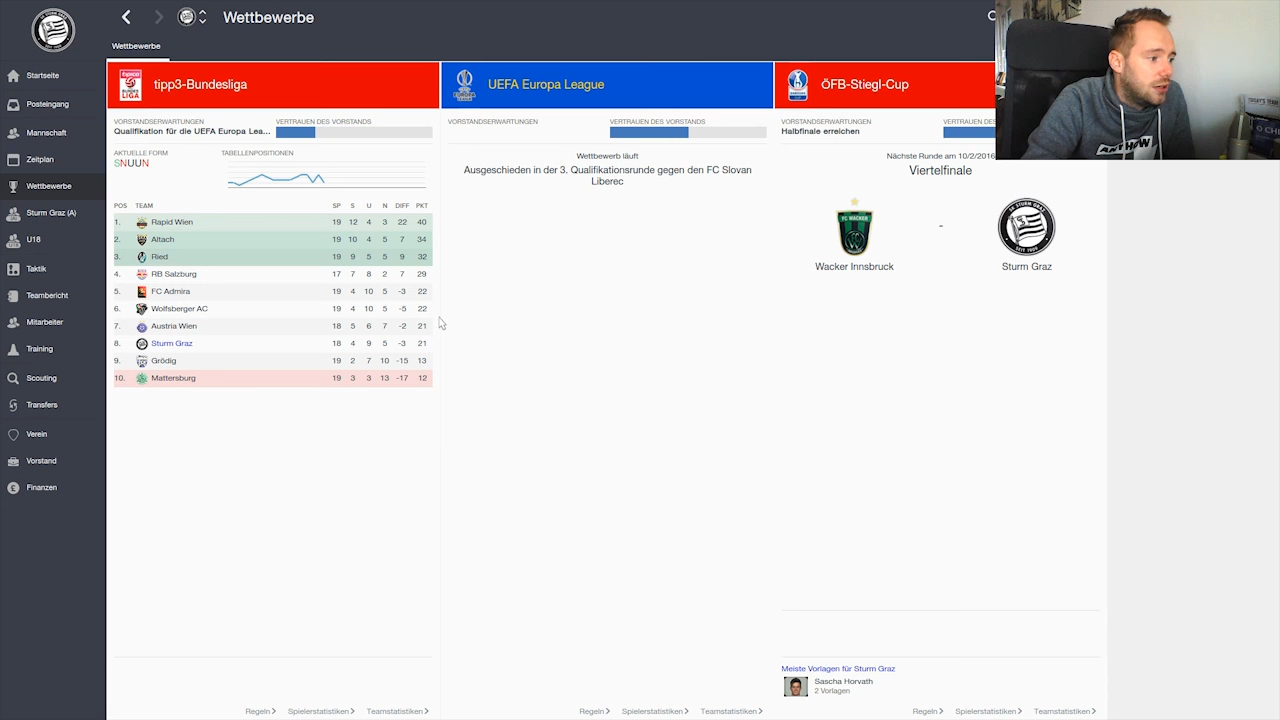 Wettbewerbe
Wettbewerbe
Startseite
Posteingang
Mannschaft
Zeitplan
Wettbewerbe
Sturm Graz (A)
U18
Taktik
Teambericht
Mitarbeiter
Training
Scouting
Transfers
Verein
Vorstand
Finanzen
tipp3-Bundesliga
VORSTANDSERWARTUNGEN VERTRAUEN DES VORSTANDS
Qualifikation für die UEFA Europa Lea...
AKTUELLE FORM TABELLENPOSITIONEN
SNUUN
POS TEAM SP S U N DIFF PKT
1. Rapid Wien 19 12 4 3 22 40
2. Altach 19 10 4 5 7 34
3. Ried 19 9 5 5 9 32
4. RB Salzburg 17 7 8 2 7 29
5. FC Admira 19 4 10 5 -3 22
6. Wolfsberger AC 19 4 10 5 -5 22
7. Austria Wien 18 5 6 7 -2 21
8. Sturm Graz 18 4 9 5 -3 21
9. Grödig 19 2 7 10 -15 13
10. Mattersburg 19 3 3 13 -17 12
Regeln Spielerstatistiken Teamstatistiken
UEFA Europa League
VORSTANDSERWARTUNGEN VERTRAUEN DES VORSTANDS
Wettbewerb läuft
Ausgeschieden in der 3. Qualifikationsrunde gegen den FC Slovan
Liberec
Regeln Spielerstatistiken Teamstatistiken
ÖFB-Stiegl-Cup
VORSTANDSERWARTUNGEN VERTRAUEN DES
Halbfinale erreichen
Nächste Runde am 10/2/2016
Viertelfinale
FC WACKER
-
Wacker Innsbruck Sturm Graz
Meiste Vorlagen für Sturm Graz
Sascha Horvath
2 Vorlagen
Regeln Spielerstatistiken Teamstatistiken